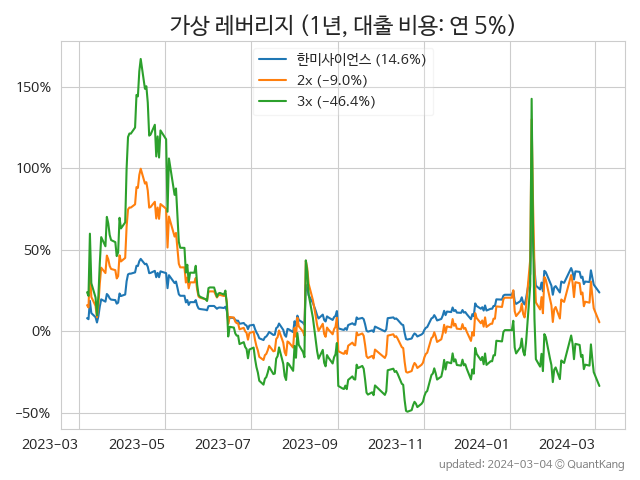 가상 레버리지 (1년, 대출 비용: 연 5%)
한미사이언스 (14.6%)
2x (−9.0%)
3x (−46.4%)
150%
100%
50%
0%
−50%
2023−03 2023−05 2023−07 2023−09 2023−11 2024−01 2024−03
updated: 2024−03−04 © QuantKang